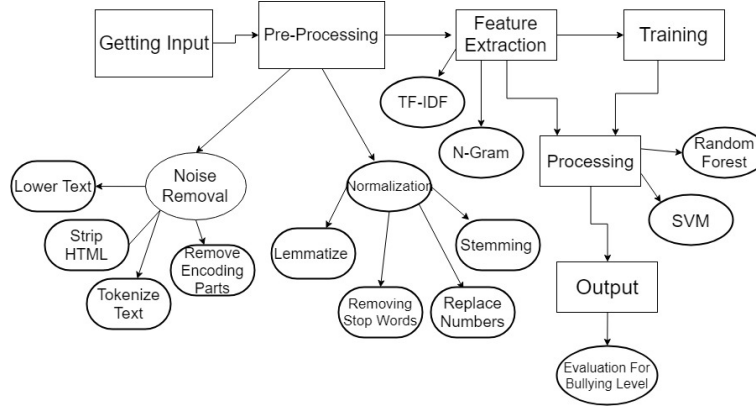 Getting Input
Pre-Processing
Feature
Extraction
Training
TF-IDF
N-Gram
Processing
Random
Forest
SVM
Noise
Removal
Lower Text
Strip
HTML
Tokenize
Text
Remove
Encoding
Parts
Normalization
Lemmatize
Removing
Stop Words
Replace
Numbers
Stemming
Output
Evaluation For
Bullying Level